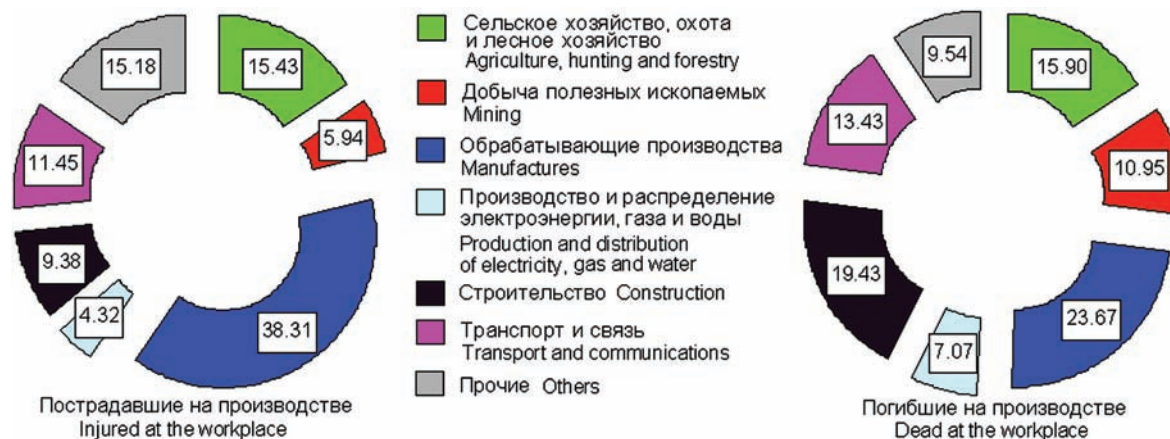 15.18
15.43
5.94
11.45
9.38
4.32
38.31
Пострадавшие на производстве
Injured at the workplace
Сельское хозяйство, охота
и лесное хозяйство
Agriculture, hunting and forestry
Добыча полезных ископаемых
Mining
Обрабатывающие производства
Manufactures
Производство и распределение
электроэнергии, газа и воды
Production and distribution
of electricity, gas and water
Строительство Construction
Транспорт и связь
Transport and communications
Прочие Others
9.54
15.90
13.43
10.95
19.43
7.07
23.67
Погибшие на производстве
Dead at the workplace